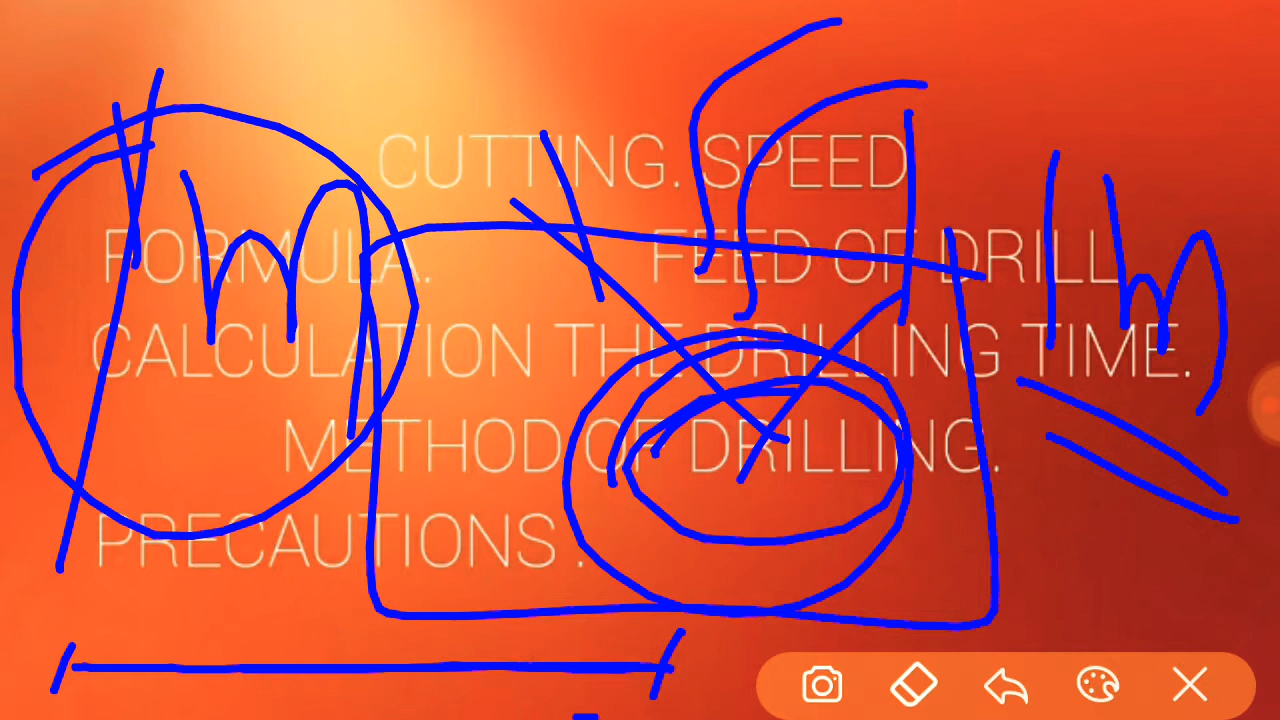 CUTTING. SPEED
FORMULA. FEED OF DRILL
CALCULATION THE DRILLING TIME.
METHOD OF DRILLING.
PRECAUTIONS .